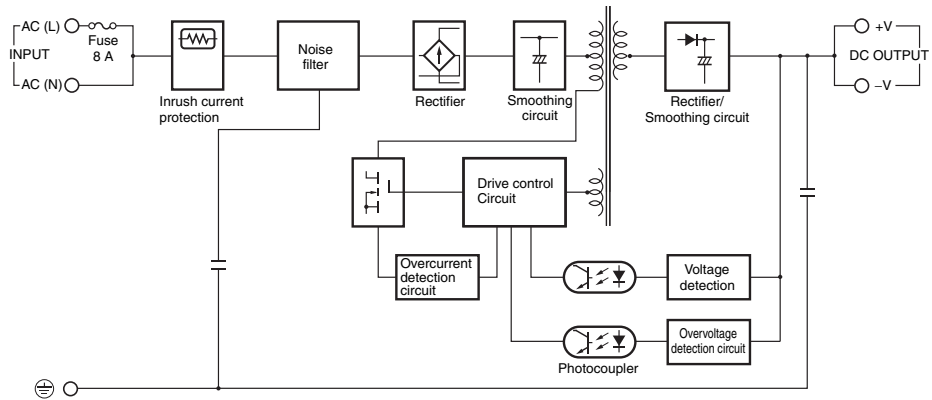 AC (L)
Fuse
8 A
INPUT
AC (N)
Inrush current
protection
Noise
filter
Rectifier
Smoothing
circuit
Rectifier/
Smoothing circuit
+V
DC OUTPUT
−V
Drive control
Circuit
Overcurrent
detection
circuit
Voltage
detection
Overvoltage
detection circuit
Photocoupler